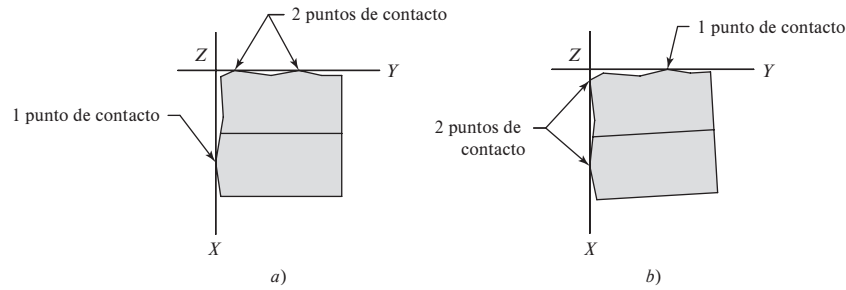 2 puntos de contacto
Z
Y
1 punto de contacto
X
a)
1 punto de contacto
Z
Y
2 puntos de
contacto
X
b)